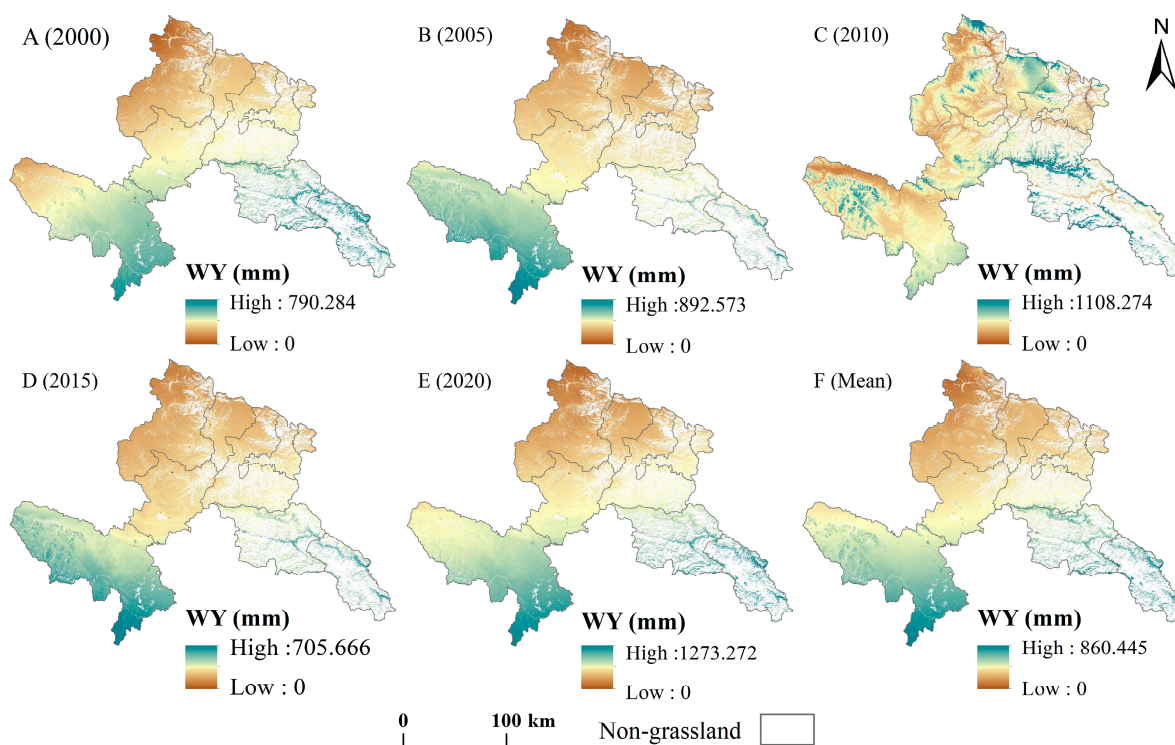 A (2000)
B (2005)
C (2010)
N
WY (mm)
High : 790.284
Low : 0
WY (mm)
High :892.573
Low : 0
WY (mm)
High :1108.274
Low : 0
D (2015)
E (2020)
F (Mean)
WY (mm)
High :705.666
Low : 0
WY (mm)
High :1273.272
Low : 0
WY (mm)
High : 860.445
Low : 0
0 100 km
Non-grassland